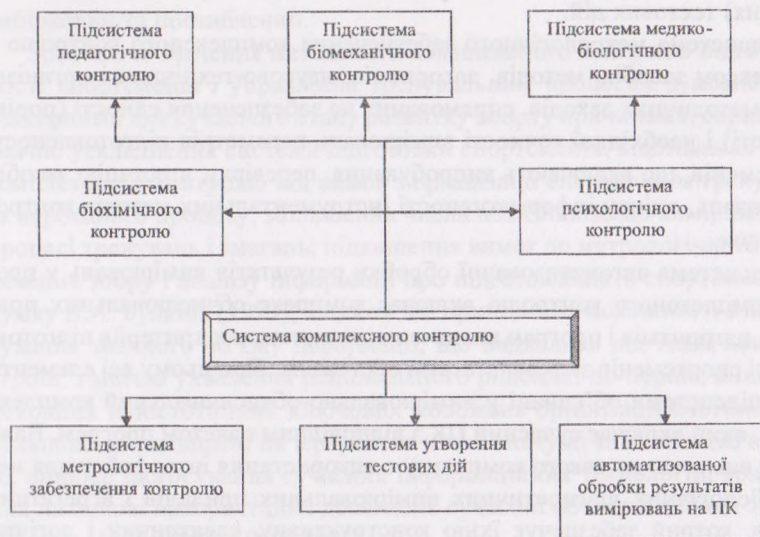 Підсистема
педагогічного
контролю
Підсистема
біомеханічного
контролю
Підсистема медико-
біологічного
контролю
Підсистема
біохімічного
контролю
Підсистема
психологічного
контролю
Система комплексного контролю
Підсистема
метрологічного
забезпечення контролю
Підсистема утворення
тестових дій
Підсистема
автоматизованої
обробки результатів
вимірювань на ПК